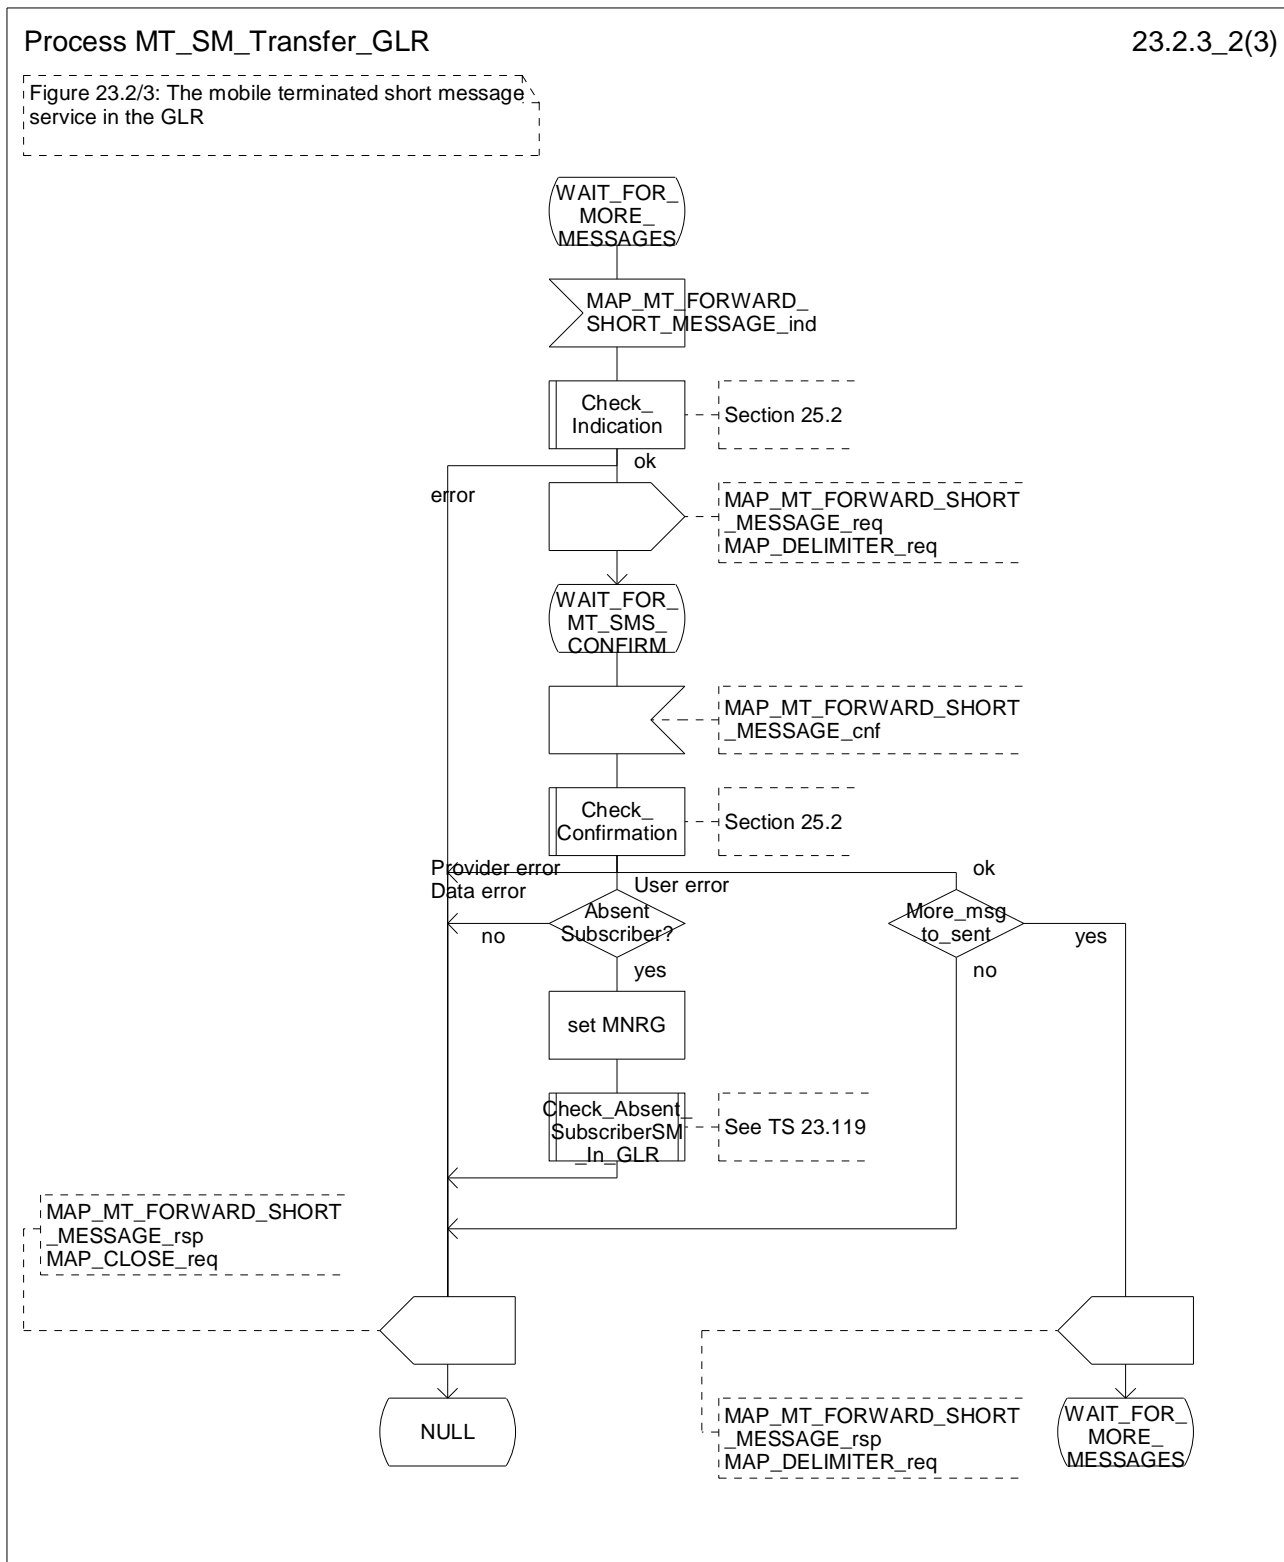 Process MT_SM_Transfer_GLR
23.2.3_2(3)
Figure 23.2/3: The mobile terminated short message
service in the GLR
WAIT_FOR_
MORE_
MESSAGES
MAP_MT_FORWARD_
SHORT_MESSAGE_ind
Check_
Indication
Section 25.2
ok
error
MAP_MT_FORWARD_SHORT
_MESSAGE_req
MAP_DELIMITER_req
WAIT_FOR_
MT_SMS_
CONFIRM
MAP_MT_FORWARD_SHORT
_MESSAGE_cnf
Check_
Confirmation
Section 25.2
Provider error
Data error
User error
ok
Absent
Subscriber?
no
yes
More_msg
to_sent
yes
no
set MNRG
Check_Absent_
SubscriberSM
_In_GLR
See TS 23.119
MAP_MT_FORWARD_SHORT
_MESSAGE_rsp
MAP_CLOSE_req
NULL
MAP_MT_FORWARD_SHORT
_MESSAGE_rsp
MAP_DELIMITER_req
WAIT_FOR_
MORE_
MESSAGES